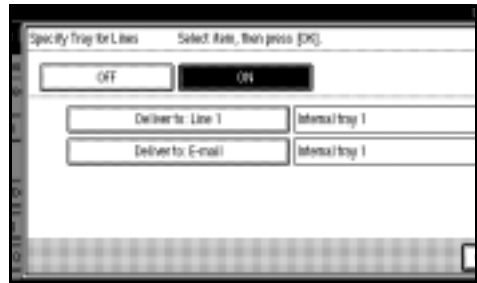 Specify Tray for Lines Select item, then press [OK].
OFF ON
Deliver to: Line 1 Internal tray 1
Deliver to: E-mail Internal tray 1